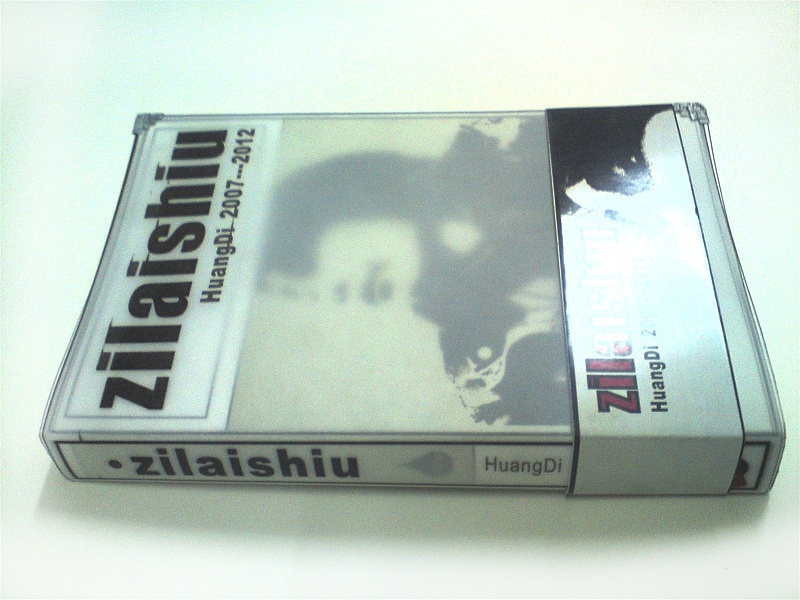 zilaishiu
HuangDi 2007---2012
zilaishiu
HuangDi 2
•zilaishiu
HuangDi